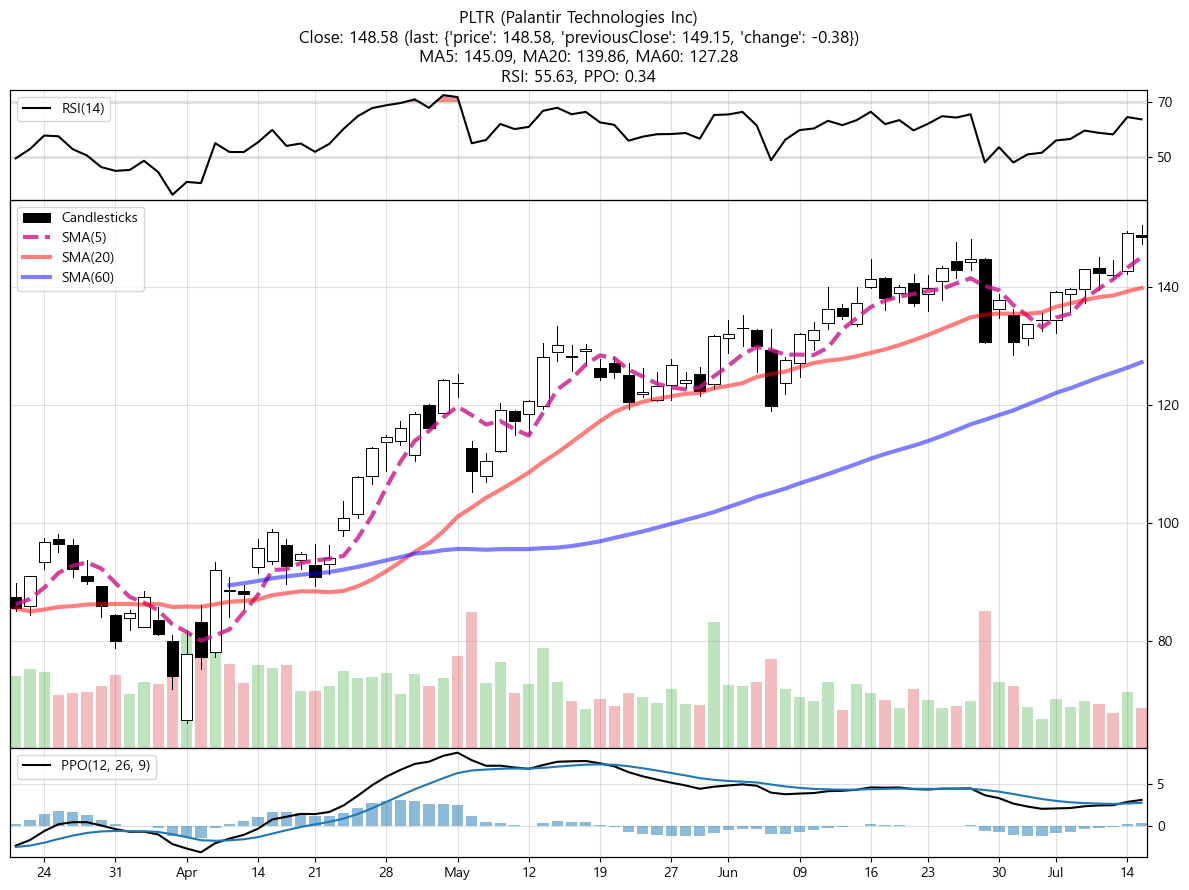 PLTR (Palantir Technologies Inc)
Close: 148.58 (last: {'price': 148.58, 'previousClose': 149.15, 'change': -0.38})
MA5: 145.09, MA20: 139.86, MA60: 127.28
RSI: 55.63, PPO: 0.34
RSI(14)
70
50
Candlesticks
SMA(5)
SMA(20)
SMA(60)
140
120
100
80
PPO(12, 26, 9)
5
0
24 31 Apr 14 21 28 May 12 19 27 Jun 09 16 23 30 Jul 14